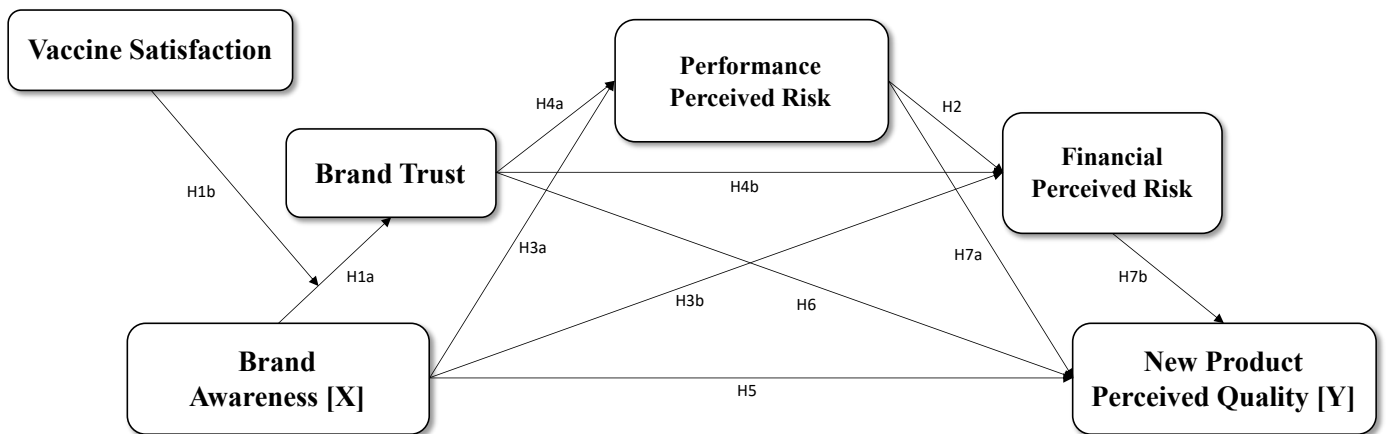 Vaccine Satisfaction
Performance
Perceived Risk
H4a
H2
Brand Trust
Financial
Perceived Risk
H4b
H1b
H3a
H7a
H1a
H7b
H3b
H6
Brand
Awareness [X]
New Product
Perceived Quality [Y]
H5